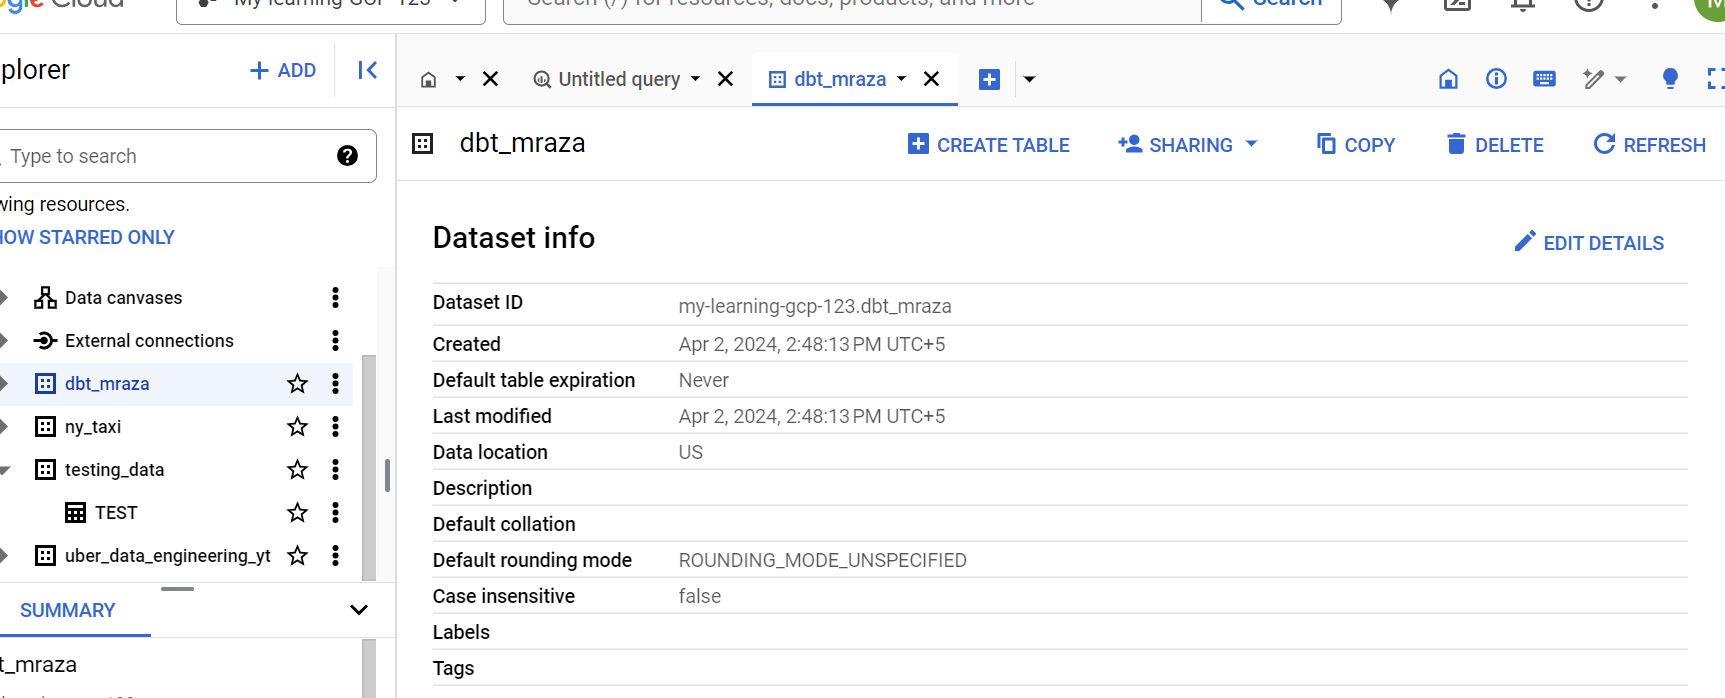 gle Cloud
My learning GCP 123
Search (/) for resources, docs, products, and more
Search
plorer
ADD
Untitled query
dbt_mraza
Type to search
wing resources.
HOW STARRED ONLY
Data canvases
External connections
dbt_mraza
ny_taxi
testing_data
TEST
uber_data_engineering_yt
SUMMARY
t_mraza
dbt_mraza
CREATE TABLE
SHARING
COPY
DELETE
REFRESH
Dataset info
EDIT DETAILS
Dataset ID my-learning-gcp-123.dbt_mraza
Created Apr 2, 2024, 2:48:13 PM UTC+5
Default table expiration Never
Last modified Apr 2, 2024, 2:48:13 PM UTC+5
Data location US
Description
Default collation
Default rounding mode ROUNDING_MODE_UNSPECIFIED
Case insensitive false
Labels
Tags